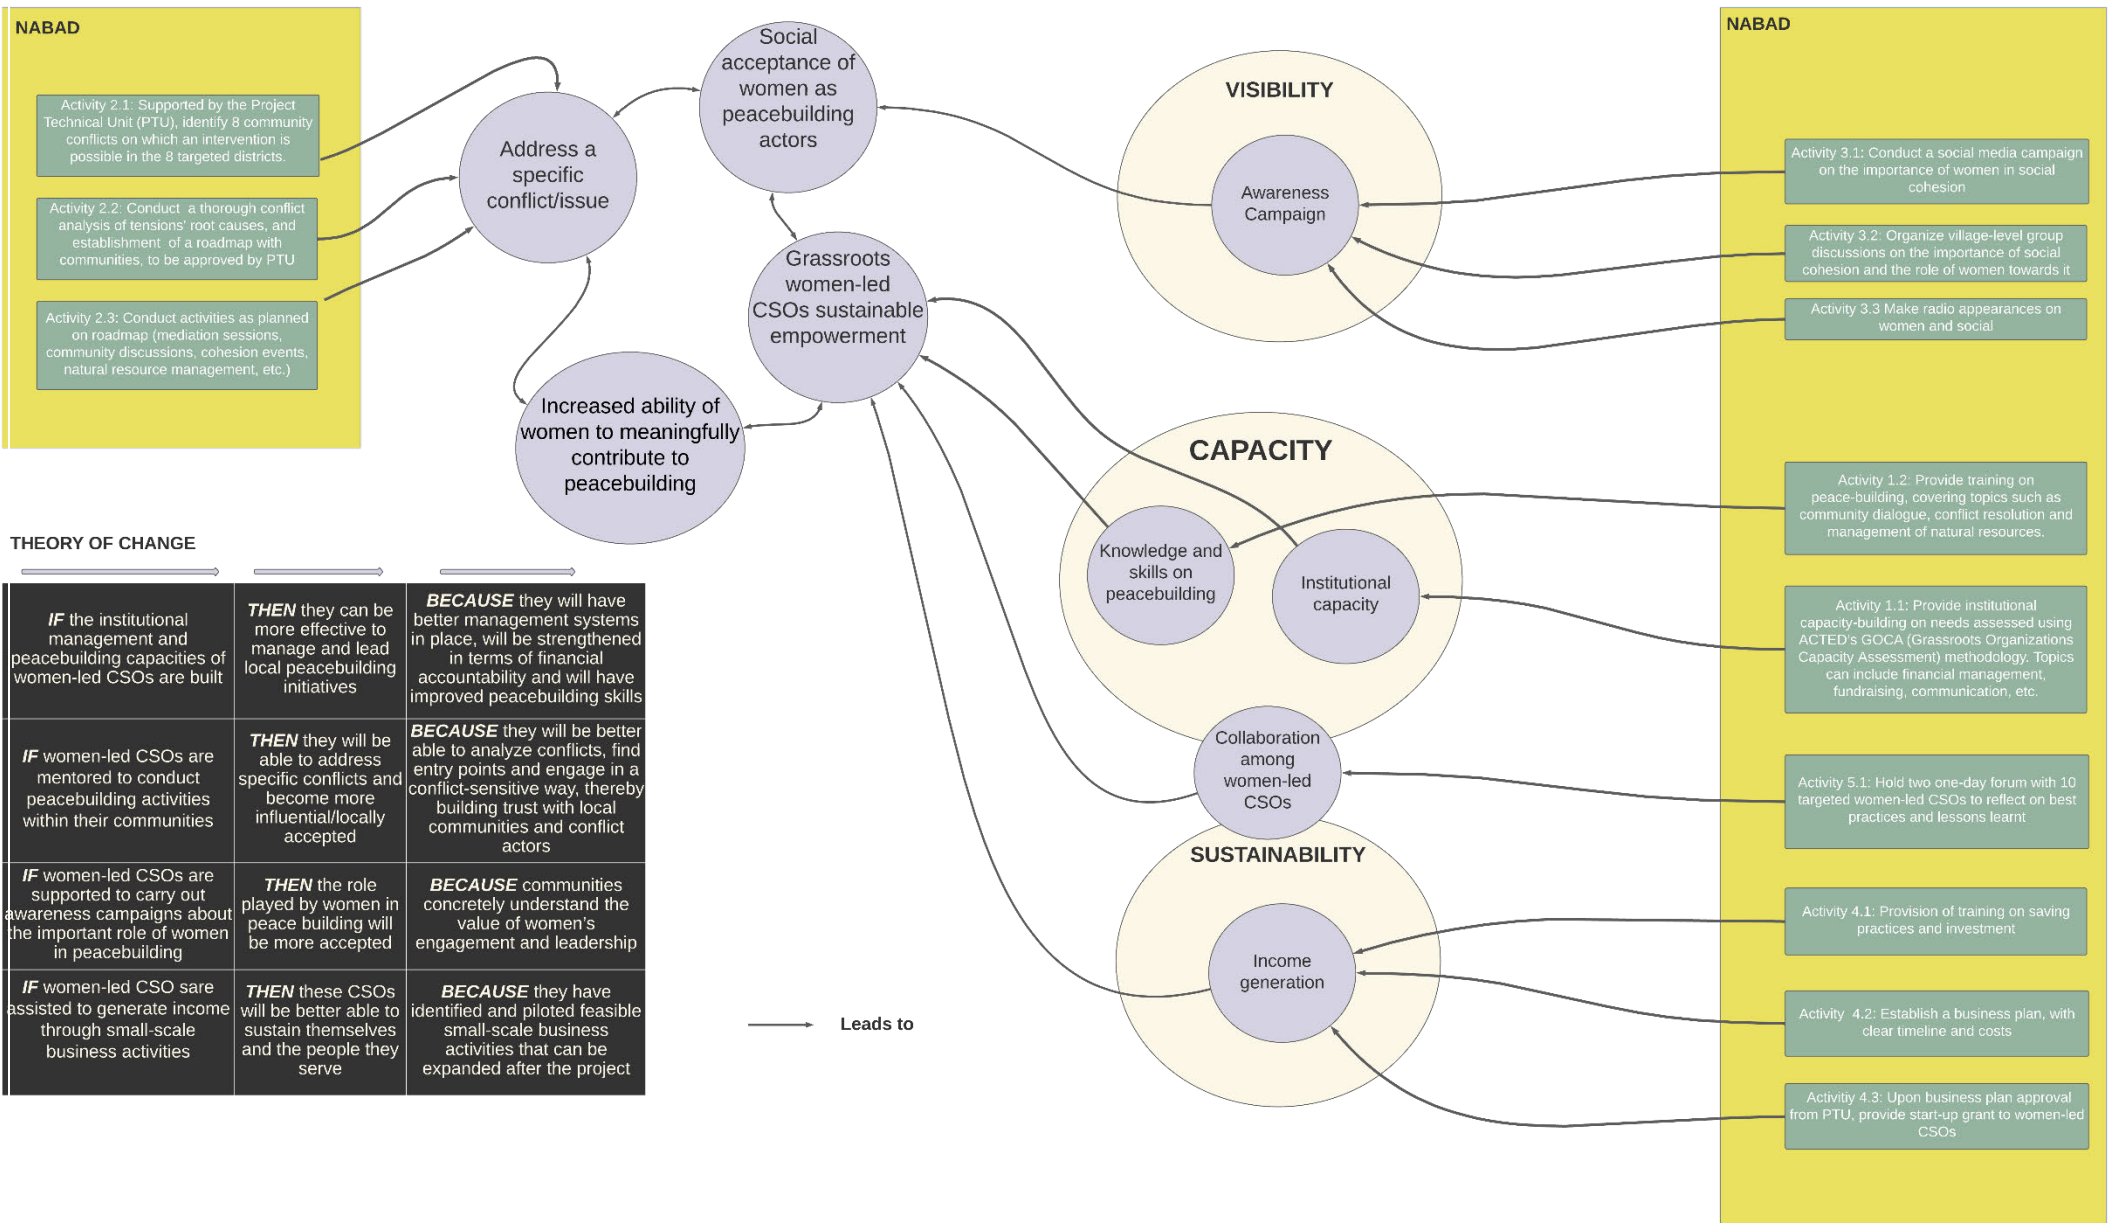 NABAD
Activity 2.1: Supported by the Project
Technical Unit (PTU), identify 8 community
conflicts on which an intervention is
possible in the 8 targeted districts.
Activity 2.2: Conduct  a thorough conflict
analysis of tensions' root causes, and
establishment  of a roadmap with
communities, to be approved by PTU
Activity 2.3: Conduct activities as planned
on roadmap (mediation sessions,
community discussions, cohesion events,
natural resource management, etc.)
Address a
specific
conflict/issue
Social
acceptance of
women as
peacebuilding
actors
Grassroots
women-led
CSOs sustainable
empowerment
Increased ability of
women to meaningfully
contribute to
peacebuilding
VISIBILITY
Awareness
Campaign
CAPACITY
Knowledge and
skills on
peacebuilding
Institutional
capacity
Collaboration
among
women-led
CSOs
SUSTAINABILITY
Income
generation
NABAD
Activity 3.1: Conduct a social media campaign
on the importance of women in social
cohesion
Activity 3.2: Organize village-level group
discussions on the importance of social
cohesion and the role of women towards it
Activity 3.3 Make radio appearances on
women and social
Activity 1.2: Provide training on
peace-building, covering topics such as
community dialogue, conflict resolution and
management of natural resources.
Activity 1.1: Provide institutional
capacity-building on needs assessed using
ACTED's GOCA (Grassroots Organizations
Capacity Assessment) methodology. Topics
can include financial management,
fundraising, communication, etc.
Activity 5.1: Hold two one-day forum with 10
targeted women-led CSOs to reflect on best
practices and lessons learnt
Activity 4.1: Provision of training on saving
practices and investment
Activity  4.2: Establish a business plan, with
clear timeline and costs
Activitiy 4.3: Upon business plan approval
from PTU, provide start-up grant to women-led
CSOs
THEORY OF CHANGE
IF the institutional
management and
peacebuilding capacities of
women-led CSOs are built
THEN they can be
more effective to
manage and lead
local peacebuilding
initiatives
BECAUSE they will have
better management systems
in place, will be strengthened
in terms of financial
accountability and will have
improved peacebuilding skills
IF women-led CSOs are
mentored to conduct
peacebuilding activities
within their communities
THEN they will be
able to address
specific conflicts and
become more
influential/locally
accepted
BECAUSE they will be better
able to analyze conflicts, find
entry points and engage in a
conflict-sensitive way, thereby
building trust with local
communities and conflict
actors
IF women-led CSOs are
supported to carry out
awareness campaigns about
the important role of women
in peacebuilding
THEN the role
played by women in
peace building will
be more accepted
BECAUSE communities
concretely understand the
value of women's
engagement and leadership
IF women-led CSO sare
assisted to generate income
through small-scale
business activities
THEN these CSOs
will be better able to
sustain themselves
and the people they
serve
BECAUSE they have
identified and piloted feasible
small-scale business
activities that can be
expanded after the project
Leads to